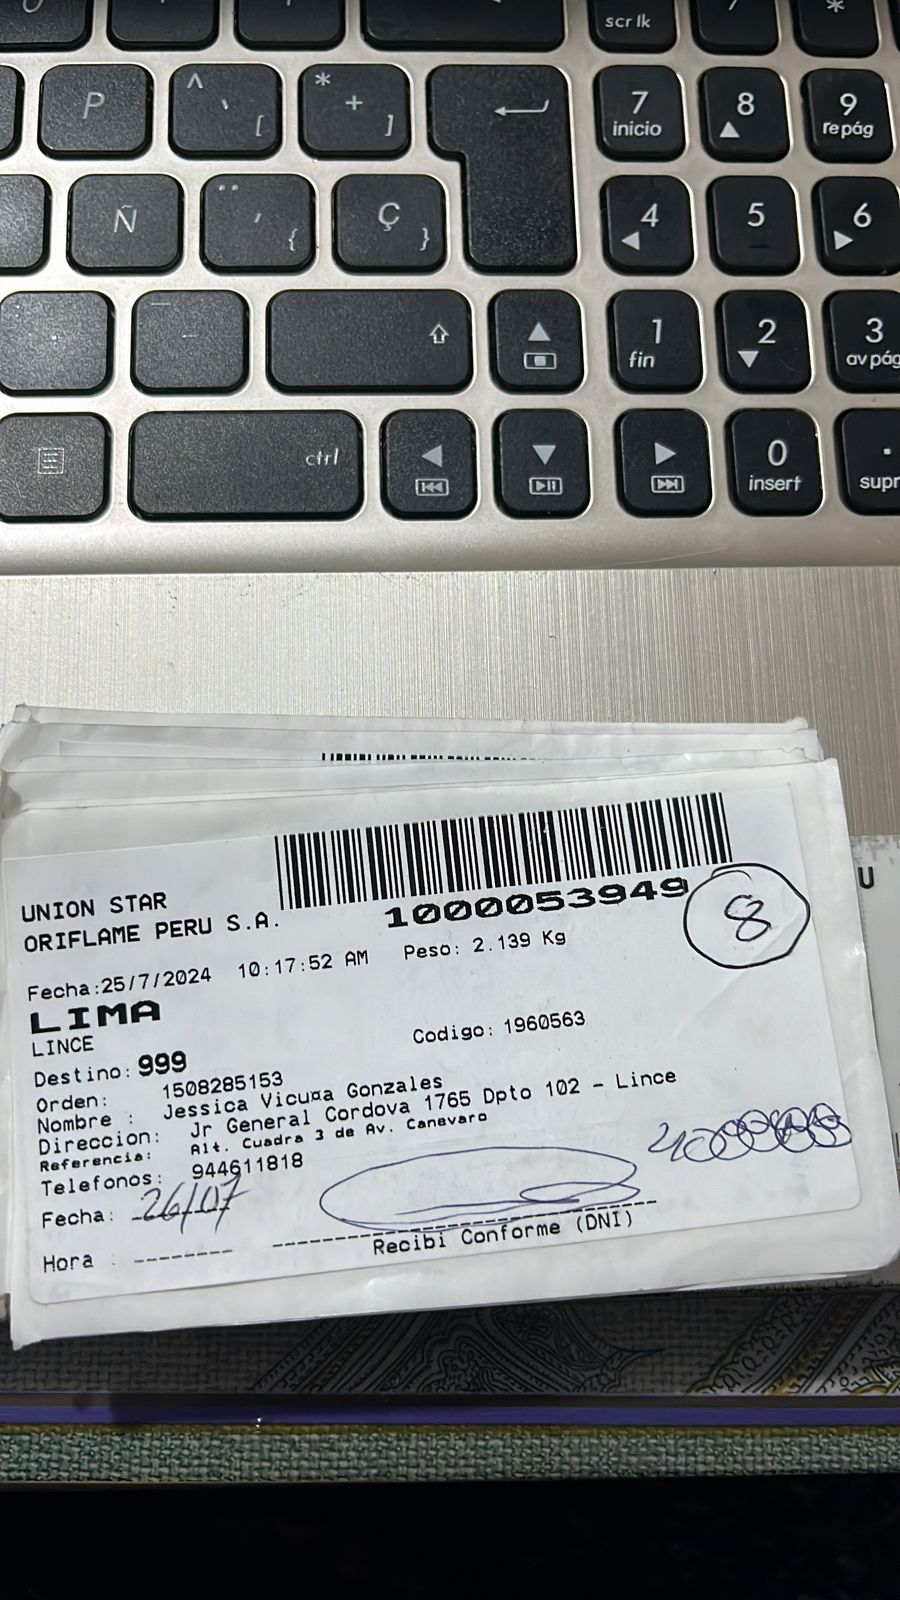 scr lk
7
*
P
^
`
[
*
+
]
7
inicio
8
9
re pág
Ñ
¨
´
{
Ç
}
4
5
6
1
fin
2
3
av pág
ctrl
0
insert
.
supr
UNION STAR
ORIFLAME PERU S.A.
1000053949
8
Fecha:25/7/2024 10:17:52 AM Peso: 2.139 Kg
LIMA
LINCE
Codigo: 1960563
Destino: 999
Orden: 1508285153
Nombre : Jessica Vicu¤a Gonzales
Direccion: Jr General Cordova 1765 Dpto 102 - Lince
Referencia: Alt. Cuadra 3 de Av. Canevaro
Telefonos: 944611818
Fecha: 26/07
Hora : --------
Recibi Conforme (DNI)
U